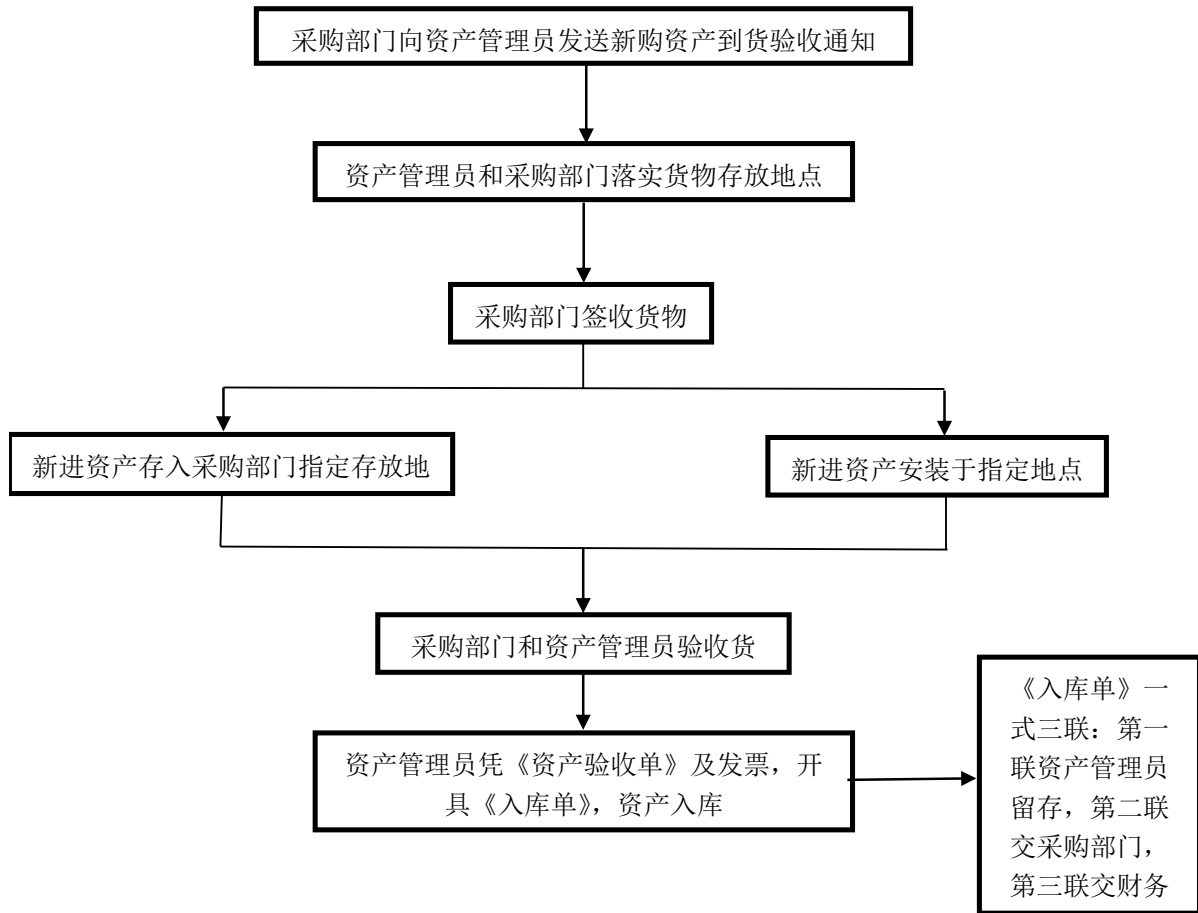 采购部门向资产管理员发送新购资产到货验收通知
资产管理员和采购部门落实货物存放地点
采购部门签收货物
新进资产存入采购部门指定存放地
新进资产安装于指定地点
采购部门和资产管理员验收货
资产管理员凭《资产验收单》及发票，开
具《入库单》，资产入库
《入库单》一
式三联：第一
联资产管理员
留存，第二联
交采购部门，
第三联交财务